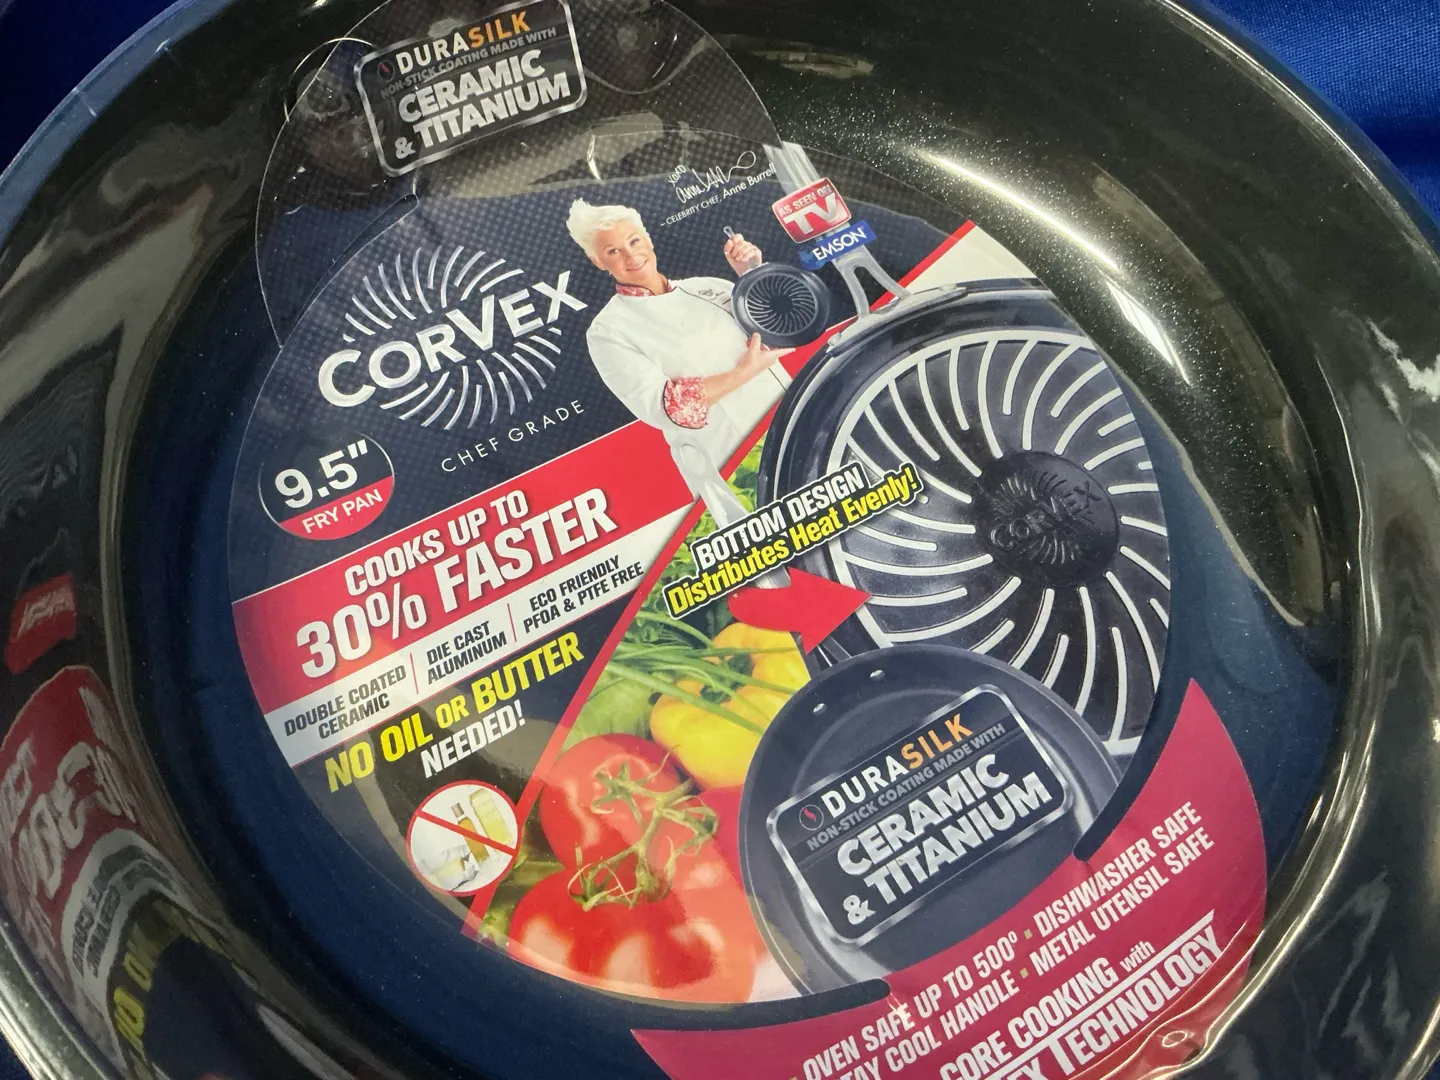 DURASILK
NON-STICK COATING MADE WITH
CERAMIC
& TITANIUM
xoxo
- CELEBRITY CHEF, Anne Burrell
AS SEEN ON
TV
EMSON
CORVEX
CHEF GRADE
9.5"
FRY PAN
COOKS UP TO
30% FASTER
DOUBLE COATED
CERAMIC
DIE CAST
ALUMINUM
ECO FRIENDLY
PFOA & PTFE FREE
NO OIL OR BUTTER
NEEDED!
BOTTOM DESIGN
Distributes Heat Evenly!
CORVEX
DURASILK
NON-STICK COATING MADE WITH
CERAMIC
& TITANIUM
OVEN SAFE UP TO 500° • DISHWASHER SAFE
TAY COOL HANDLE • METAL UTENSIL SAFE
CORE COOKING with
EX TECHNOLOGY